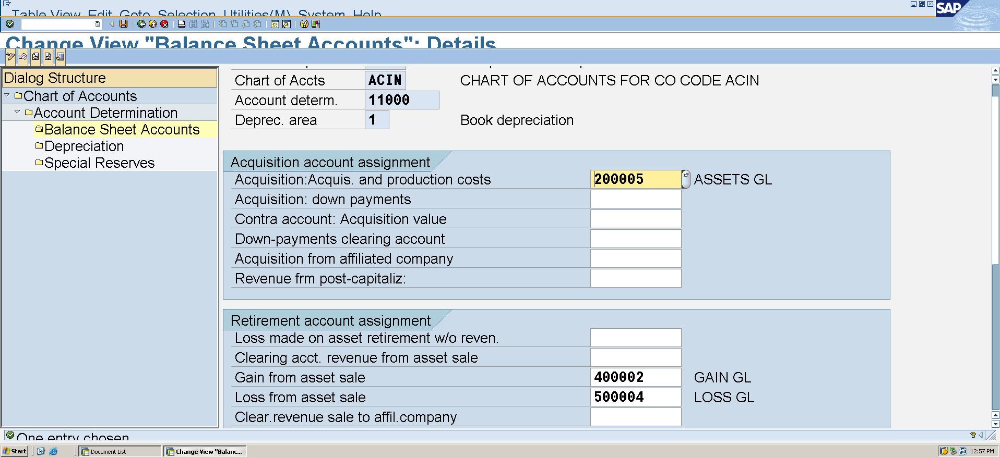 Table View Edit Goto Selection Utilities(M) System Help
SAP
Change View "Balance Sheet Accounts": Details
Dialog Structure
Chart of Accounts
Account Determination
Balance Sheet Accounts
Depreciation
Special Reserves
Chart of Accts ACIN CHART OF ACCOUNTS FOR CO CODE ACIN
Account determ. 11000
Deprec. area 1 Book depreciation
Acquisition account assignment
Acquisition:Acquis. and production costs 200005 ASSETS GL
Acquisition: down payments
Contra account: Acquisition value
Down-payments clearing account
Acquisition from affiliated company
Revenue frm post-capitaliz:
Retirement account assignment
Loss made on asset retirement w/o reven.
Clearing acct. revenue from asset sale
Gain from asset sale 400002 GAIN GL
Loss from asset sale 500004 LOSS GL
Clear.revenue sale to affil.company
One entry chosen
Start Document List Change View "Balanc... 12:57 PM